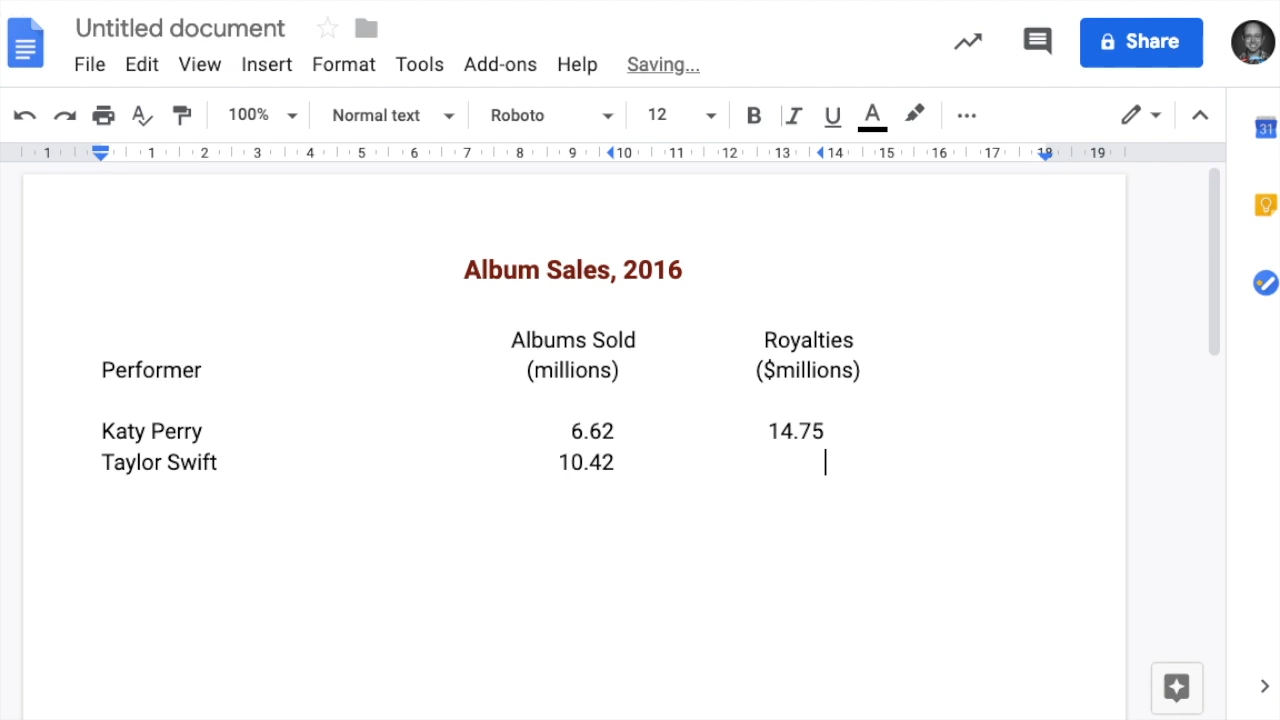 Untitled document
File Edit View Insert Format Tools Add-ons Help Saving...
Share
100% Normal text Roboto 12 B I U A
1 1 2 3 4 5 6 7 8 9 10 11 12 13 14 15 16 17 18 19
31
Album Sales, 2016
Albums Sold Royalties
Performer (millions) ($millions)
Katy Perry 6.62 14.75
Taylor Swift 10.42